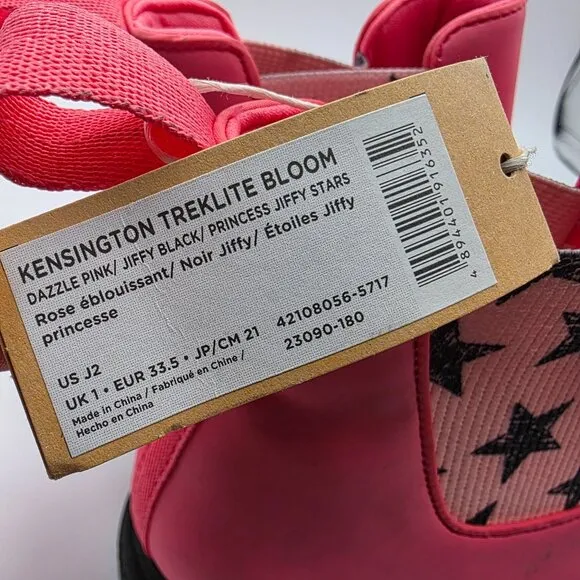 KENSINGTON TREKLITE BLOOM
DAZZLE PINK/ JIFFY BLACK/ PRINCESS JIFFY STARS
Rose éblouissant/ Noir Jiffy/ Étoiles Jiffy
princesse
US J2
UK 1 • EUR 33.5 • JP/CM 21
Made in China / Fabriqué en Chine /
Hecho en China
42108056-5717
23090-180
4 894401 916352